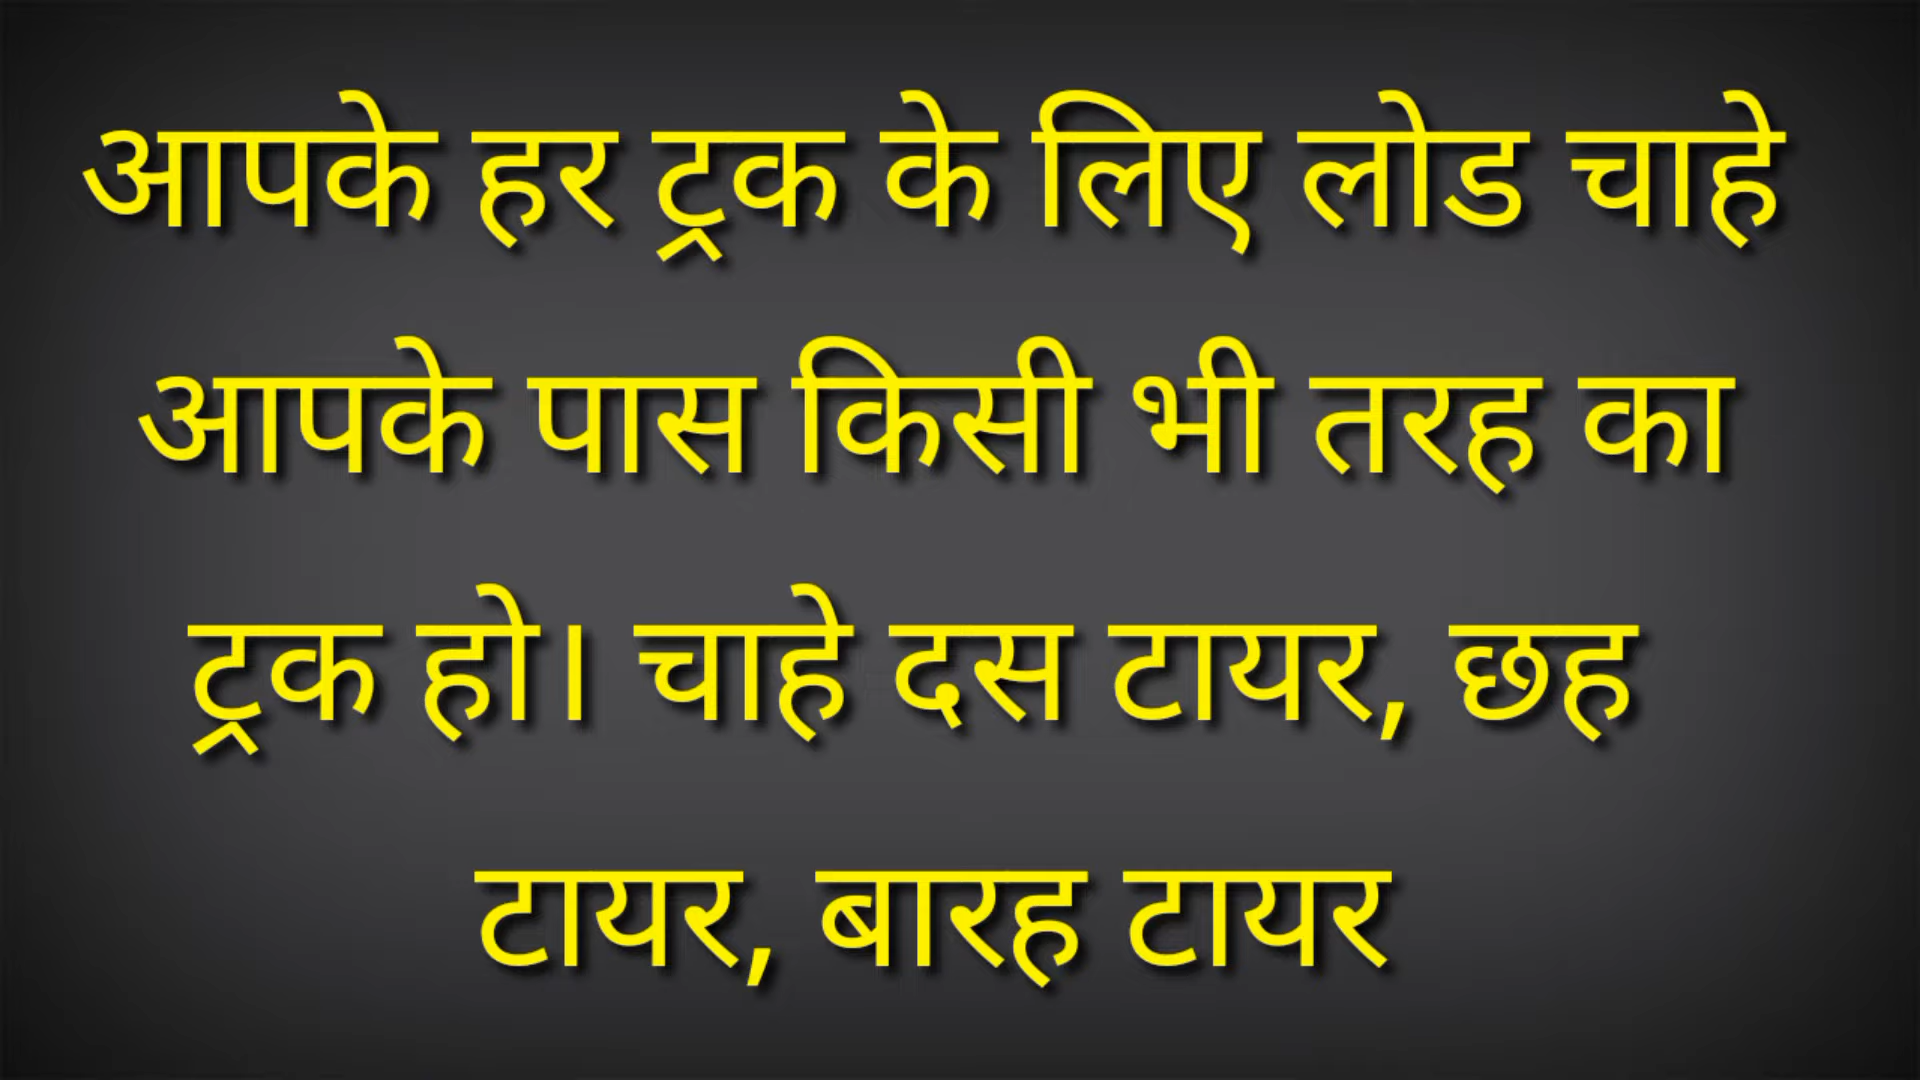 आपके हर ट्रक के लिए लोड चाहे
आपके पास किसी भी तरह का
ट्रक हो। चाहे दस टायर, छह
टायर, बारह टायर